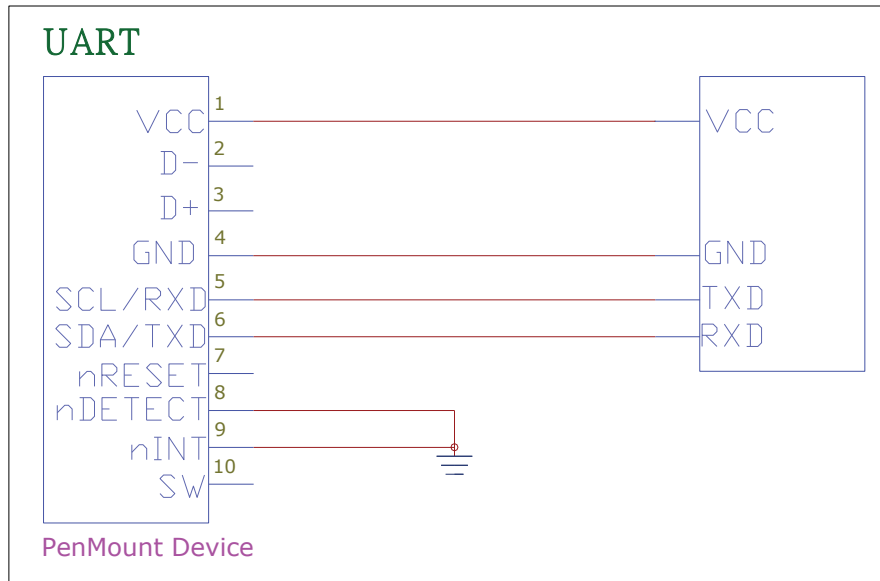 UART
1
VCC VCC
2
D-
3
D+
4
GND GND
5
SCL/RXD TXD
6
SDA/TXD RXD
7
nRESET
8
nDETECT
9
nINT
10
SW
PenMount Device